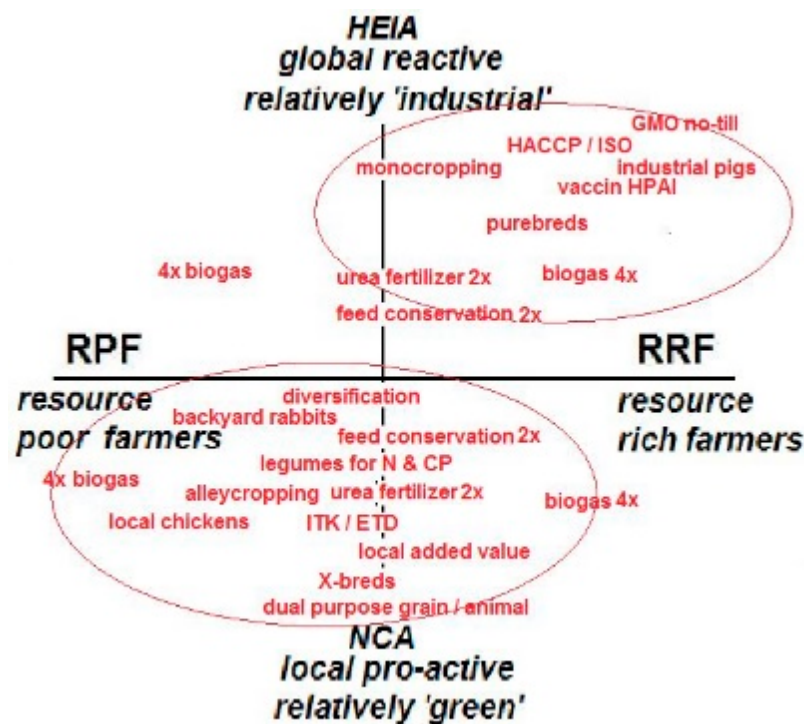 HEIA
global reactive
relatively 'industrial'
GMO no-till
HACCP / ISO
monocropping
industrial pigs
vaccin HPAI
purebreds
4x biogas
urea fertilizer 2x
biogas 4x
feed conservation 2x
RPF
RRF
resource
poor farmers
resource
rich farmers
diversification
backyard rabbits
feed conservation 2x
legumes for N & CP
4x biogas
alleycropping
urea fertilizer 2x
biogas 4x
local chickens
ITK / ETD
local added value
X-breds
dual purpose grain / animal
NCA
local pro-active
relatively 'green'